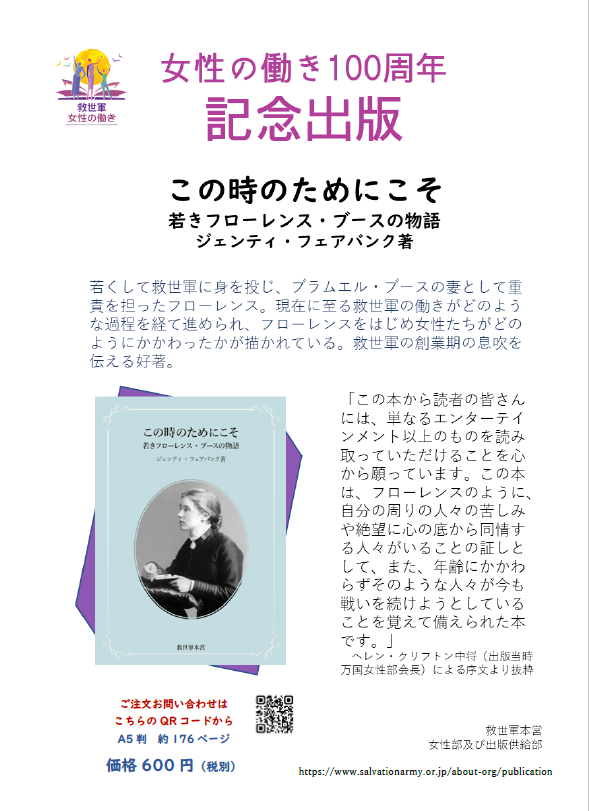 女性の働き100周年
記念出版
救世軍
女性の働き
この時のためにこそ
若きフローレンス・ブースの物語
ジェンティ・フェアバンク著
若くして救世軍に身を投じ、ブラムエル・ブースの妻として重
責を担ったフローレンス。現在に至る救世軍の働きがどのよう
な過程を経て進められ、フローレンスをはじめ女性たちがどの
ようにかかわったかが描かれている。救世軍の創業期の息吹を
伝える好著。
この時のためにこそ
若きフローレンス・ブースの物語
ジェンティ・フェアバンク著
救世軍本営
「この本から読者の皆さん
には、単なるエンターテイ
ンメント以上のものを読み
取っていただけることを心
から願っています。この本
は、フローレンスのように、
自分の周りの人々の苦しみ
や絶望に心の底から同情す
る人々がいることの証しと
して、また、年齢にかかわ
らずそのような人々が今も
戦いを続けようとしている
ことを覚えて備えられた本
です。」
ヘレン・クリフトン中将（出版当時
万国女性部会長）による序文より抜粋
ご注文お問い合わせは
こちらのQRコードから
A5判 約176ページ
価格600円（税別）
救世軍本営
女性部及び出版供給部
https://www.salvationarmy.or.jp/about-org/publication